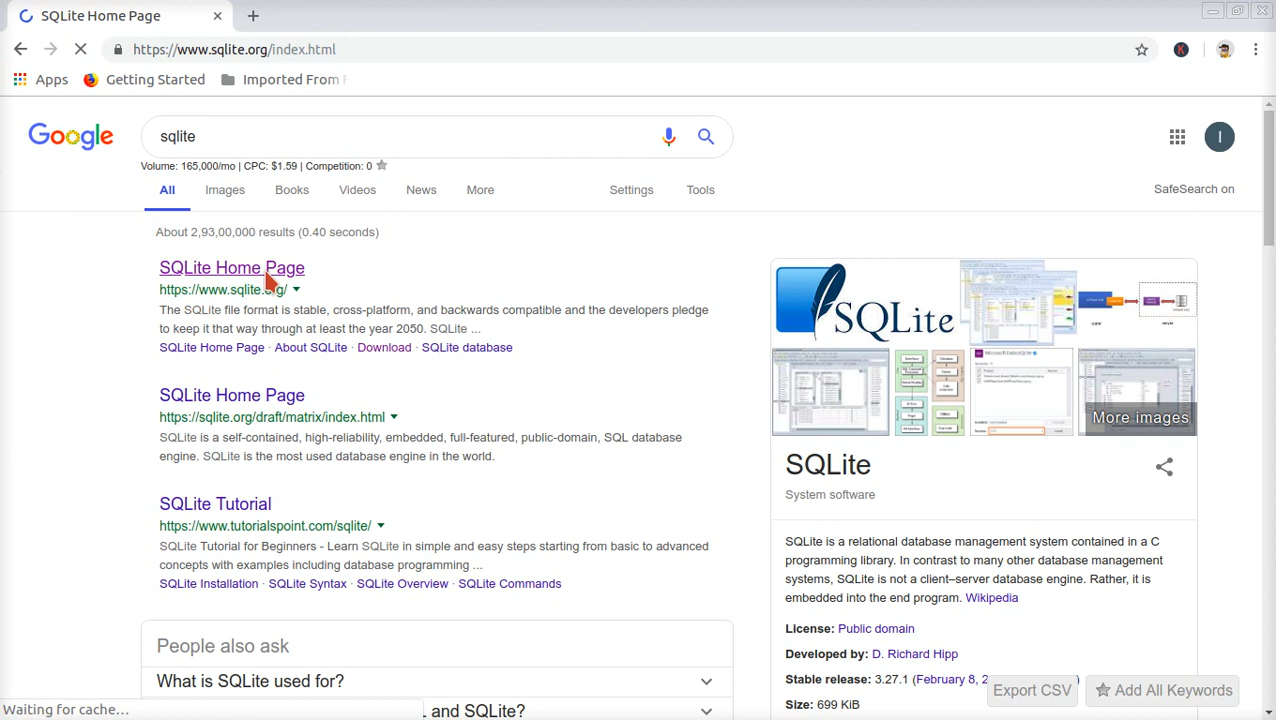 SQLite Home Page
https://www.sqlite.org/index.html
Apps Getting Started Imported From F
Google sqlite I
Volume: 165,000/mo | CPC: $1.59 | Competition: 0
All Images Books Videos News More Settings Tools SafeSearch on
About 2,93,00,000 results (0.40 seconds)
SQLite Home Page
https://www.sqlite.org/
The SQLite file format is stable, cross-platform, and backwards compatible and the developers pledge
to keep it that way through at least the year 2050. SQLite ...
SQLite Home Page · About SQLite · Download · SQLite database
SQLite Home Page
https://sqlite.org/draft/matrix/index.html
SQLite is a self-contained, high-reliability, embedded, full-featured, public-domain, SQL database
engine. SQLite is the most used database engine in the world.
SQLite Tutorial
https://www.tutorialspoint.com/sqlite/
SQLite Tutorial for Beginners - Learn SQLite in simple and easy steps starting from basic to advanced
concepts with examples including database programming ...
SQLite Installation · SQLite Syntax · SQLite Overview · SQLite Commands
People also ask
What is SQLite used for?
L and SQLite?
Waiting for cache...
SQLite
More images
SQLite
System software
SQLite is a relational database management system contained in a C
programming library. In contrast to many other database management
systems, SQLite is not a client–server database engine. Rather, it is
embedded into the end program. Wikipedia
License: Public domain
Developed by: D. Richard Hipp
Stable release: 3.27.1 (February 8, 2
Size: 699 KiB
Export CSV Add All Keywords